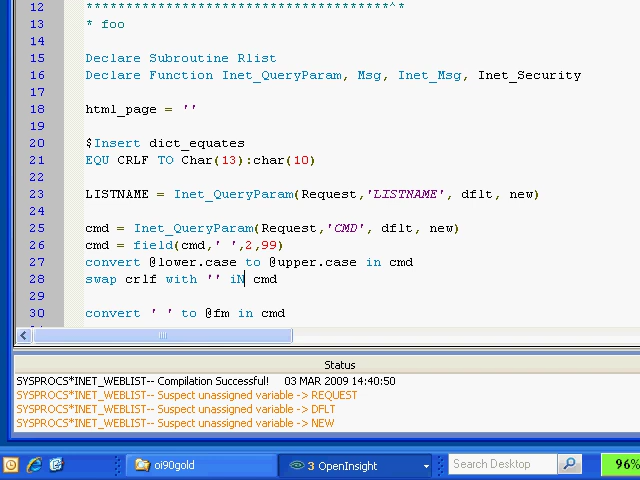 12 **************************************^*
13 * foo
14
15 Declare Subroutine Rlist
16 Declare Function Inet_QueryParam, Msg, Inet_Msg, Inet_Security
17
18 html_page = ''
19
20 $Insert dict_equates
21 EQU CRLF TO Char(13):char(10)
22
23 LISTNAME = Inet_QueryParam(Request,'LISTNAME', dflt, new)
24
25 cmd = Inet_QueryParam(Request,'CMD', dflt, new)
26 cmd = field(cmd,' ',2,99)
27 convert @lower.case to @upper.case in cmd
28 swap crlf with '' iN cmd
29
30 convert ' ' to @fm in cmd
Status
SYSPROCS*INET_WEBLIST-- Compilation Successful! 03 MAR 2009 14:40:50
SYSPROCS*INET_WEBLIST-- Suspect unassigned variable -> REQUEST
SYSPROCS*INET_WEBLIST-- Suspect unassigned variable -> DFLT
SYSPROCS*INET_WEBLIST-- Suspect unassigned variable -> NEW
oi90gold 3 OpenInsight Search Desktop 96%